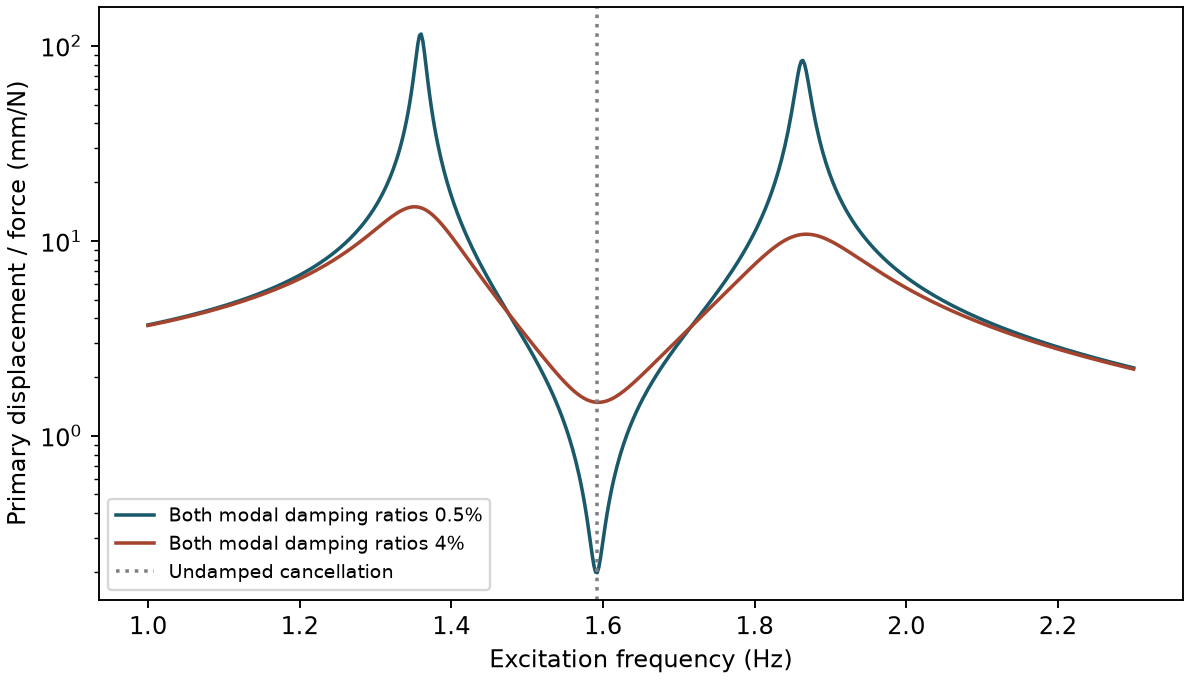 Primary displacement / force (mm/N)
10²
10¹
10⁰
Both modal damping ratios 0.5%
Both modal damping ratios 4%
Undamped cancellation
1.0 1.2 1.4 1.6 1.8 2.0 2.2
Excitation frequency (Hz)